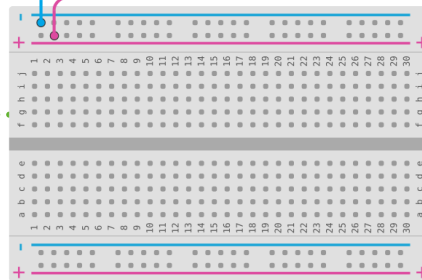 -
+ +
1 2 3 4 5 6 7 8 9 10 11 12 13 14 15 16 17 18 19 20 21 22 23 24 25 26 27 28 29 30
j j
i i
h h
g g
f f
e e
d d
c c
b b
a a
1 2 3 4 5 6 7 8 9 10 11 12 13 14 15 16 17 18 19 20 21 22 23 24 25 26 27 28 29 30
-
+ +